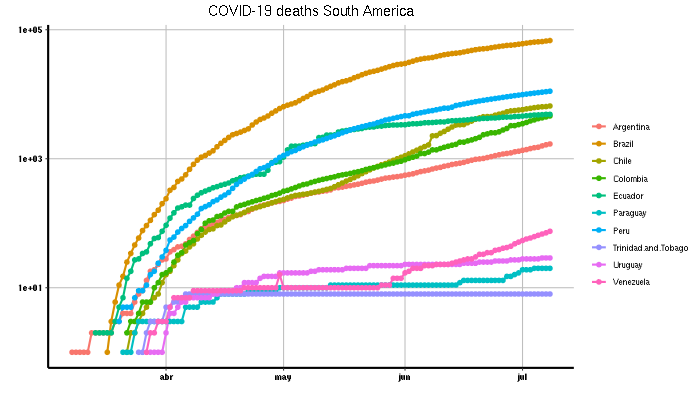 COVID-19 deaths South America
1e+05
1e+03
1e+01
abr may jun jul
Argentina
Brazil
Chile
Colombia
Ecuador
Paraguay
Peru
Trinidad.and.Tobago
Uruguay
Venezuela